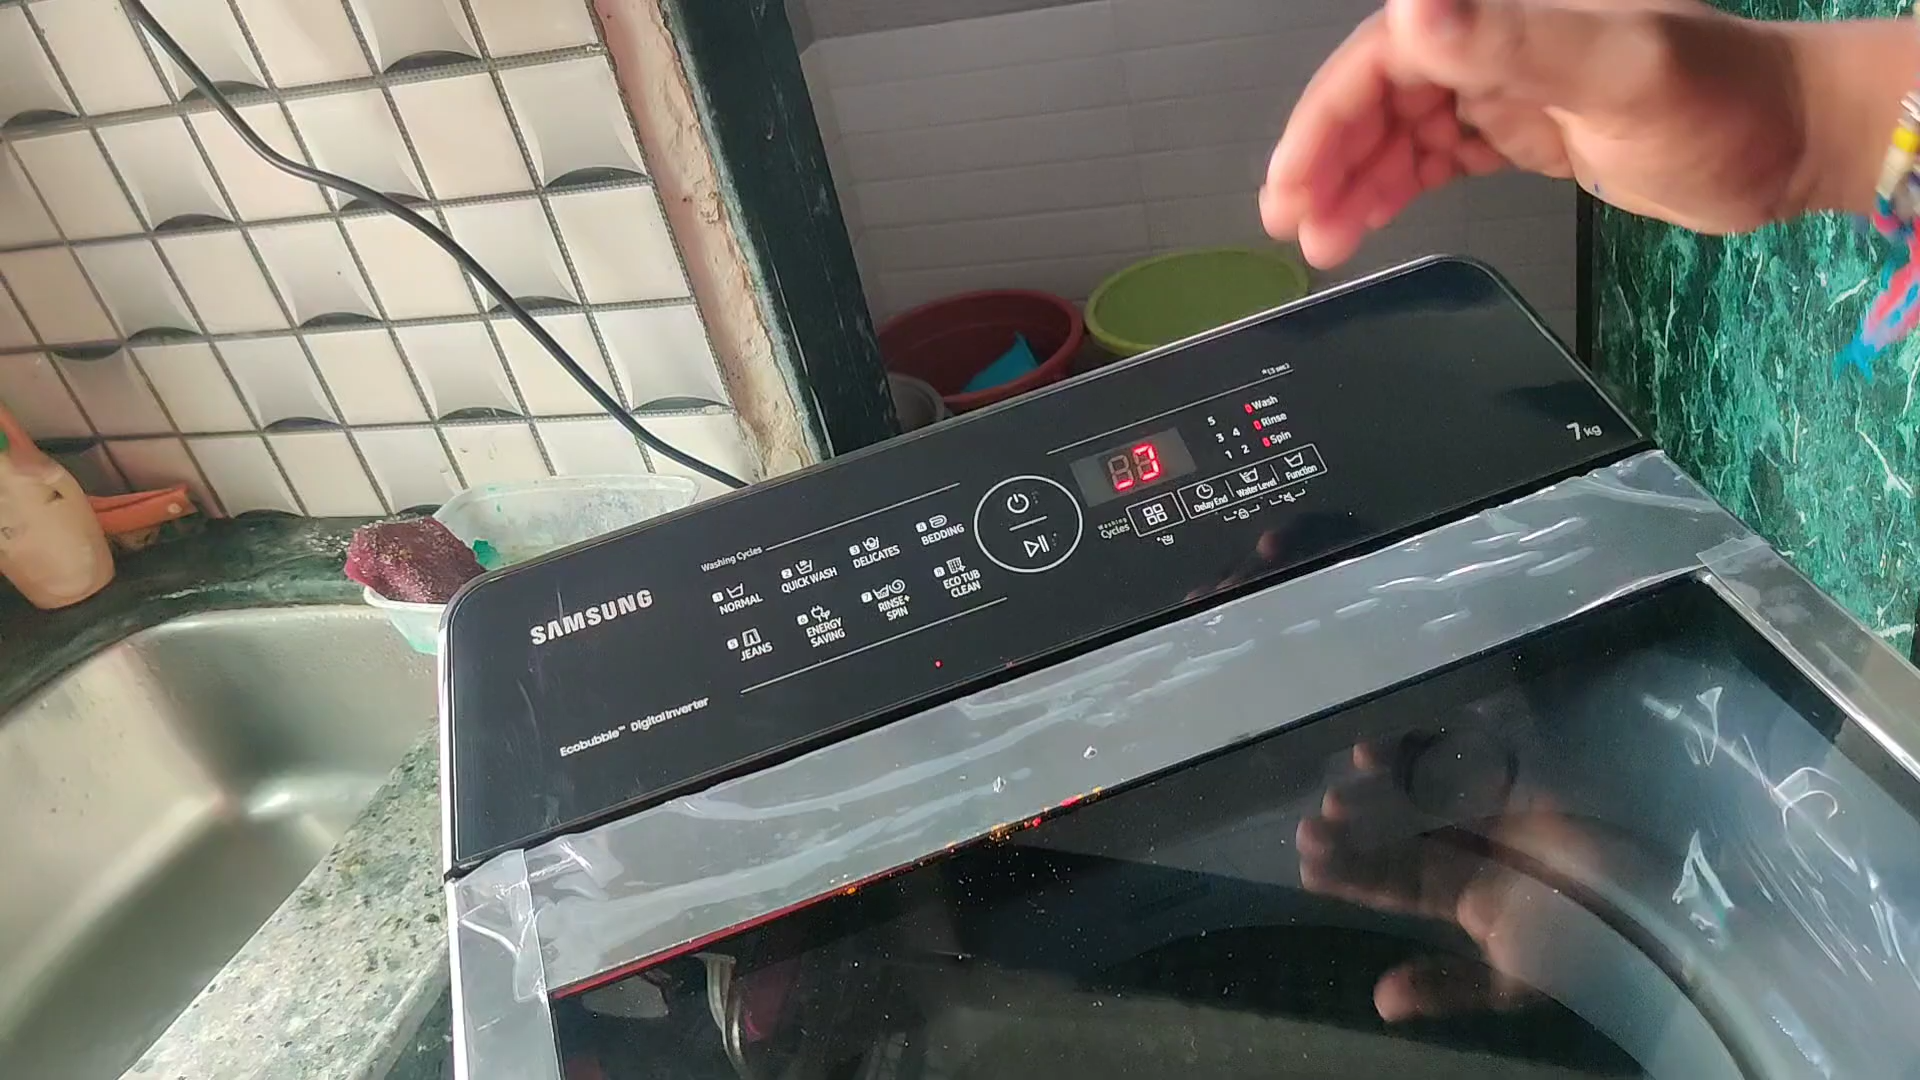 SAMSUNG
Ecobubble™ Digital Inverter
Washing Cycles
1 NORMAL
2 QUICK WASH
3 DELICATES
4 BEDDING
5 JEANS
6 ENERGY SAVING
7 RINSE+ SPIN
8 ECO TUB CLEAN
Washing Cycles
Delay End
Water Level
Function
5
3 4
1 2
Wash
Rinse
Spin
7 kg